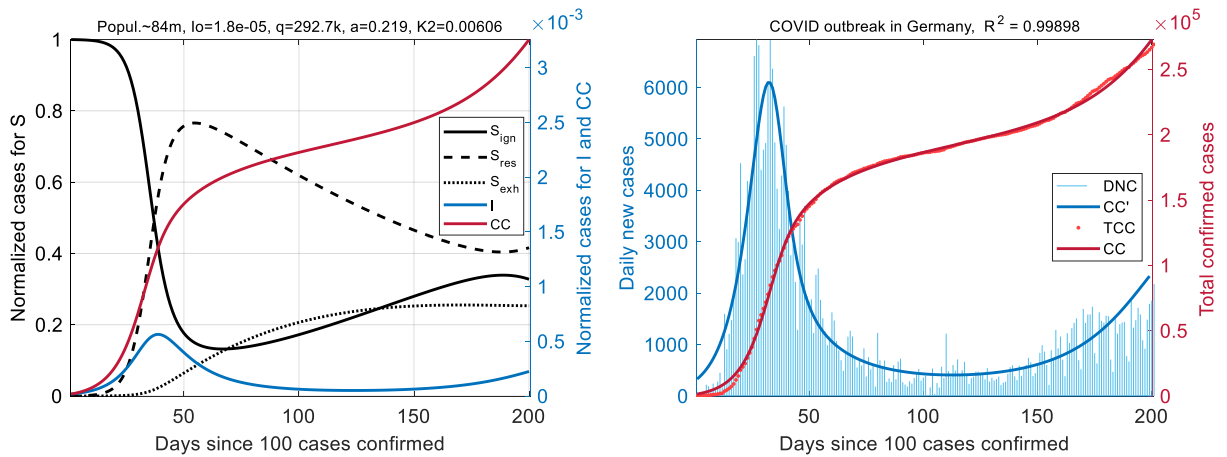 Popul.~84m, Io=1.8e-05, q=292.7k, a=0.219, K2=0.00606
×10⁻³
Normalized cases for S
1
0.8
0.6
0.4
0.2
0
3
2.5
2
1.5
1
0.5
0
Normalized cases for I and CC
S_ign
S_res
S_exh
I
CC
50
100
150
200
Days since 100 cases confirmed
COVID outbreak in Germany, R² = 0.99898
×10⁵
Daily new cases
6000
5000
4000
3000
2000
1000
0
2.5
2
1.5
1
0.5
0
Total confirmed cases
DNC
CC'
TCC
CC
50
100
150
200
Days since 100 cases confirmed